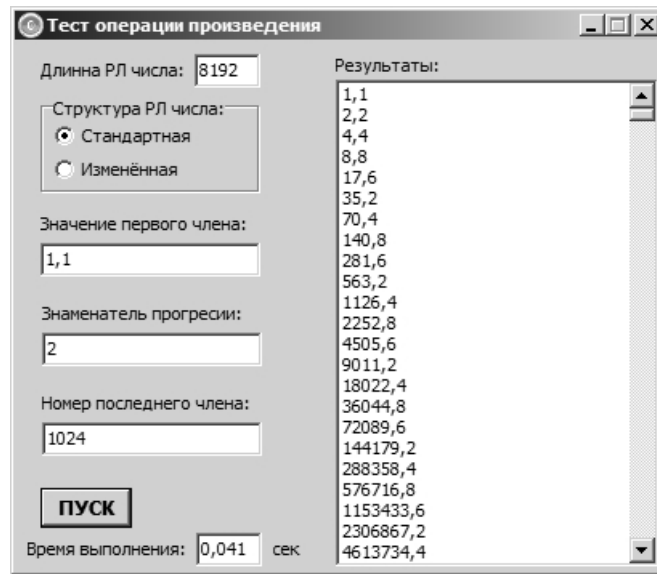 Тест операции произведения
Длинна РЛ числа: 8192
Структура РЛ числа:
Стандартная
Изменённая
Значение первого члена:
1,1
Знаменатель прогресии:
2
Номер последнего члена:
1024
ПУСК
Время выполнения: 0,041 сек
Результаты:
1,1
2,2
4,4
8,8
17,6
35,2
70,4
140,8
281,6
563,2
1126,4
2252,8
4505,6
9011,2
18022,4
36044,8
72089,6
144179,2
288358,4
576716,8
1153433,6
2306867,2
4613734,4